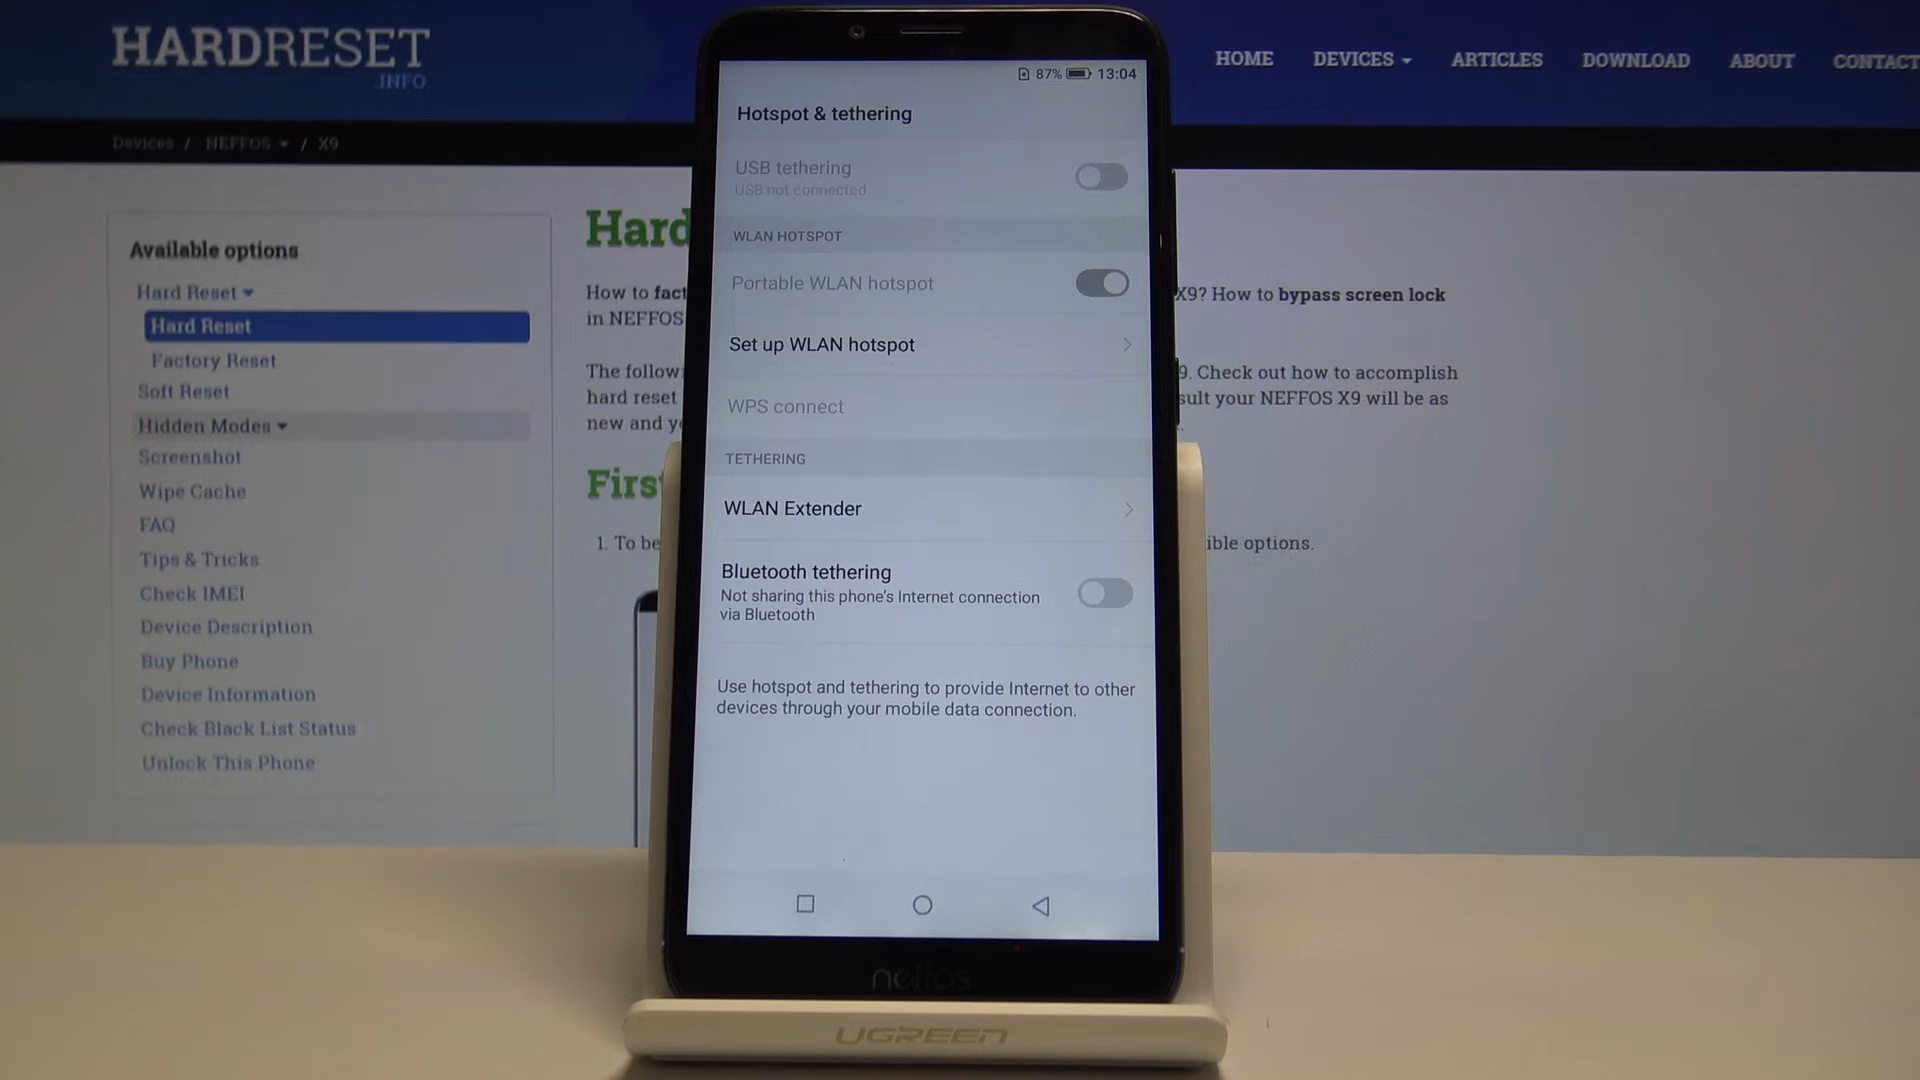 HARDRESET
.INFO
HOME DEVICES ARTICLES DOWNLOAD ABOUT CONTACT
Devices / NEFFOS / X9
Available options
Hard Reset
Hard Reset
Factory Reset
Soft Reset
Hidden Modes
Screenshot
Wipe Cache
FAQ
Tips & Tricks
Check IMEI
Device Description
Buy Phone
Device Information
Check Black List Status
Unlock This Phone
Hard
How to fact
in NEFFOS
X9? How to bypass screen lock
The follow
hard reset
new and y
9. Check out how to accomplish
sult your NEFFOS X9 will be as
First
1. To be
ible options.
87% 13:04
Hotspot & tethering
USB tethering
USB not connected
WLAN HOTSPOT
Portable WLAN hotspot
Set up WLAN hotspot
WPS connect
TETHERING
WLAN Extender
Bluetooth tethering
Not sharing this phone's Internet connection
via Bluetooth
Use hotspot and tethering to provide Internet to other
devices through your mobile data connection.
neffos
UGREEN